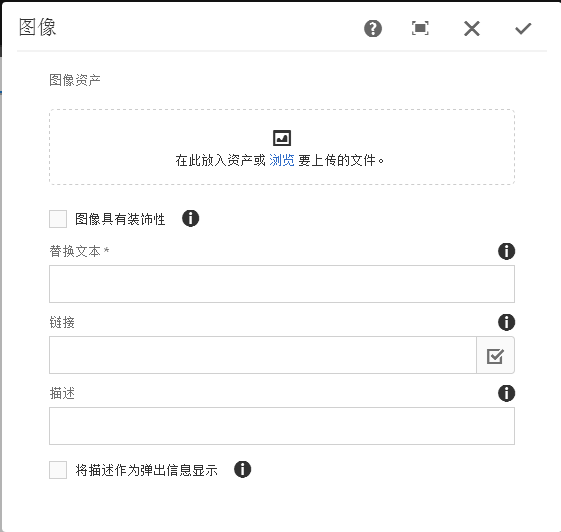 图像
图像资产
在此放入资产或 浏览 要上传的文件。
图像具有装饰性
替换文本 *
链接
描述
将描述作为弹出信息显示